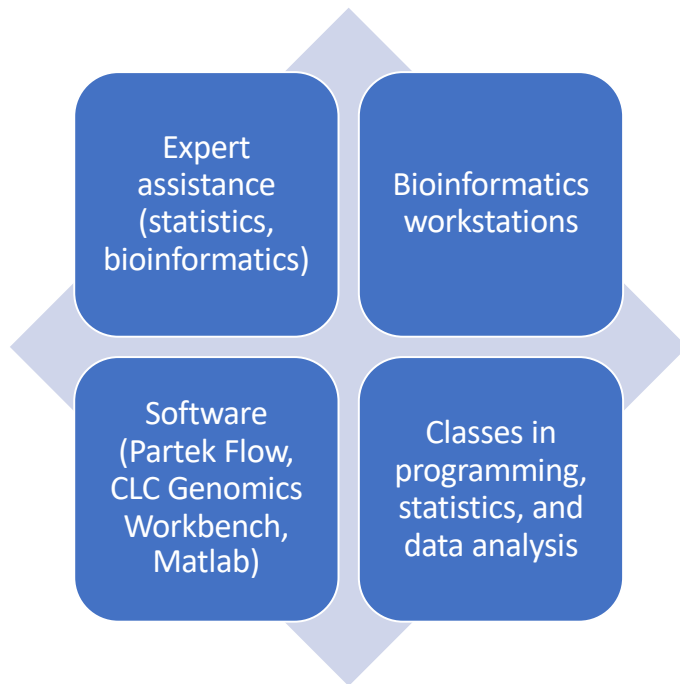 Expert
assistance
(statistics,
bioinformatics)
Bioinformatics
workstations
Software
(Partek Flow,
CLC Genomics
Workbench,
Matlab)
Classes in
programming,
statistics, and
data analysis